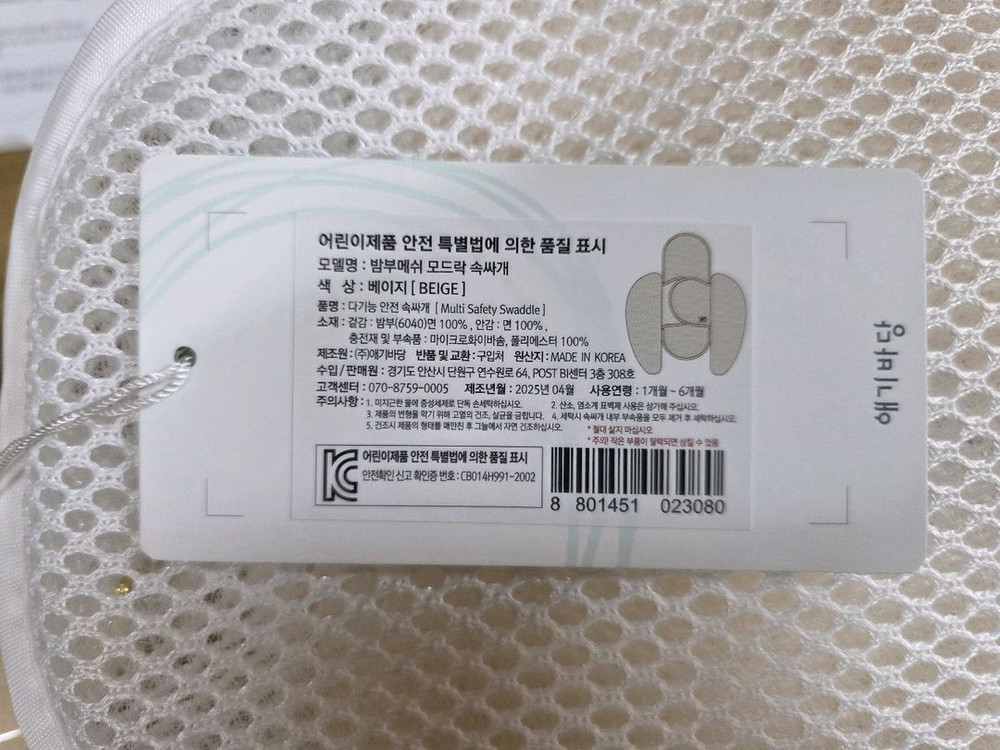 어린이제품 안전 특별법에 의한 품질 표시
모델명 : 밤부메쉬 모드락 속싸개
색 상 : 베이지 [ BEIGE ]
품명 : 다기능 안전 속싸개 [ Multi Safety Swaddle ]
소재 : 겉감 : 밤부(6040)면 100% , 안감 : 면 100% ,
충전재 및 부속품 : 마이크로화이바솜, 폴리에스터 100%
제조원 : (주)애기바당 반품 및 교환 : 구입처 원산지 : MADE IN KOREA
수입 / 판매원 : 경기도 안산시 단원구 연수원로 64, POST BI센터 3층 308호
고객센터 : 070-8759-0005 제조년월 : 2025년 04월 사용연령 : 1개월 ~ 6개월
주의사항 : 1. 미지근한 물에 중성세제로 단독 손세탁하십시오. 2. 산소, 염소계 표백제 사용은 삼가해 주십시오.
3. 제품의 변형을 막기 위해 고열의 건조, 살균을 금합니다. 4. 세탁시 속싸개 내부 부속품을 모두 제거 후 세탁하십시오.
5. 건조시 제품의 형태를 매만진 후 그늘에서 자연 건조하십시오.
* 절대 삶지 마십시오
* 주의! 작은 부품이 탈락되면 삼킬 수 있음
어린이제품 안전 특별법에 의한 품질 표시
안전확인 신고 확인증 번호 : CB014H991-2002
8 801451 023080
애기바당